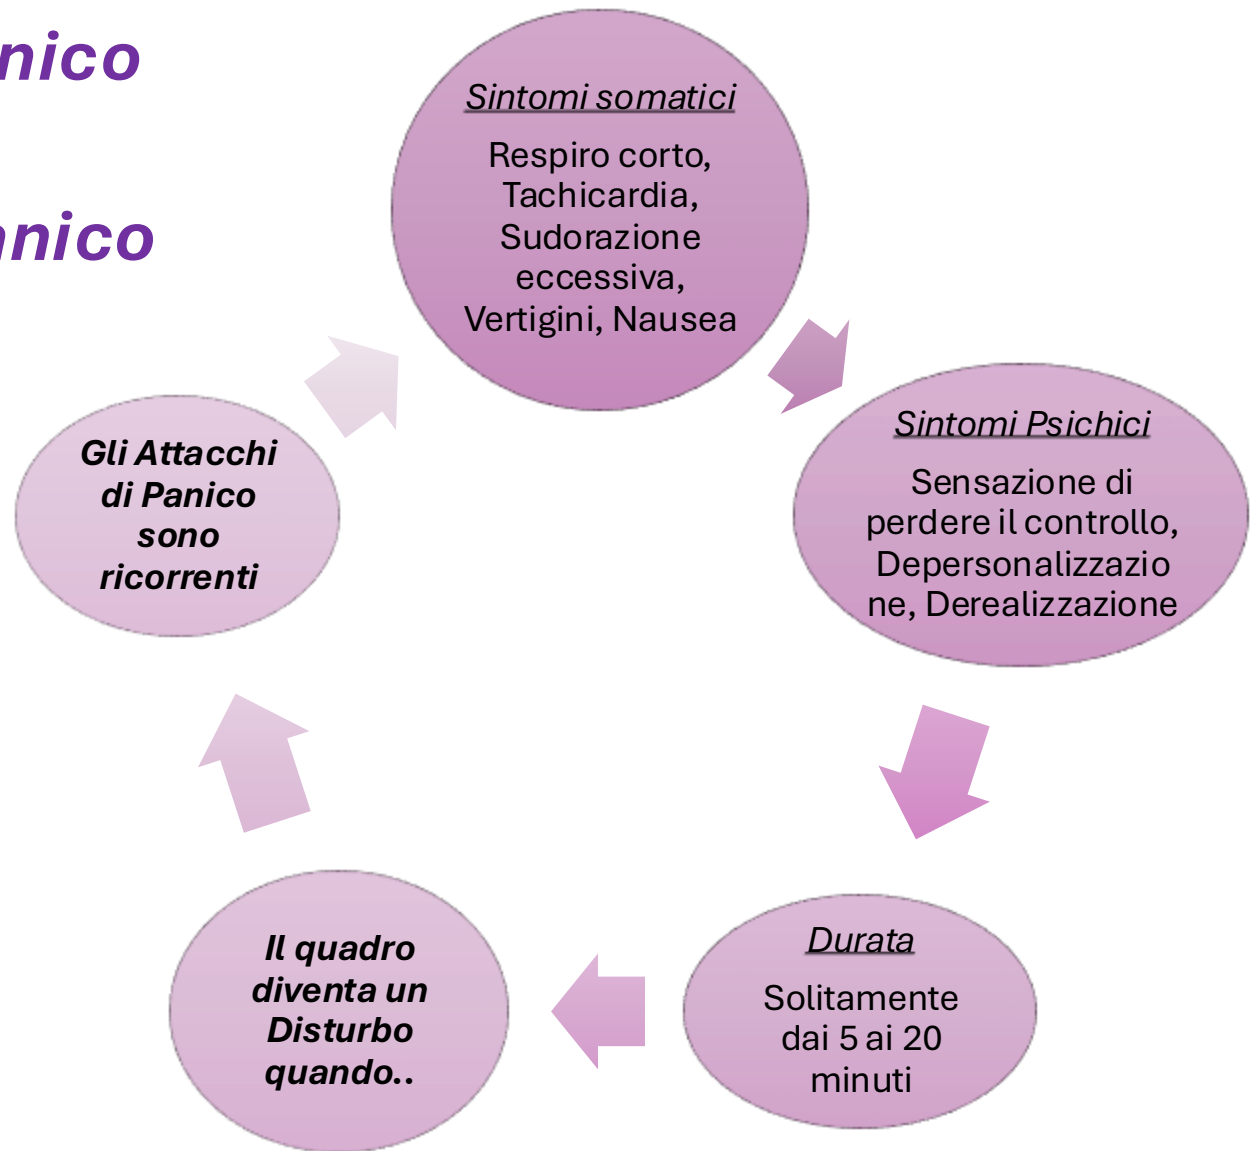 nico
anico
Sintomi somatici
Respiro corto,
Tachicardia,
Sudorazione
eccessiva,
Vertigini, Nausea
Sintomi Psichici
Sensazione di
perdere il controllo,
Depersonalizzazio
ne, Derealizzazione
Durata
Solitamente
dai 5 ai 20
minuti
Il quadro
diventa un
Disturbo
quando..
Gli Attacchi
di Panico
sono
ricorrenti